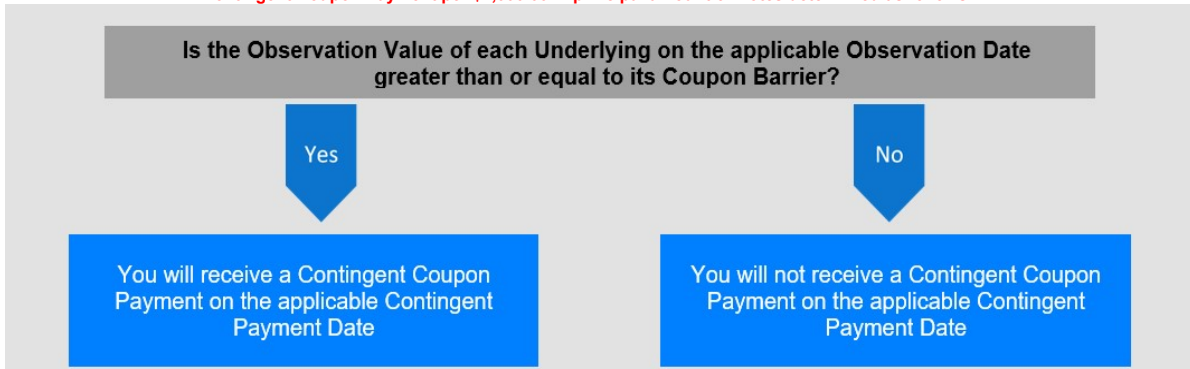 Is the Observation Value of each Underlying on the applicable Observation Date
greater than or equal to its Coupon Barrier?
Yes
No
You will receive a Contingent Coupon
Payment on the applicable Contingent
Payment Date
You will not receive a Contingent Coupon
Payment on the applicable Contingent
Payment Date